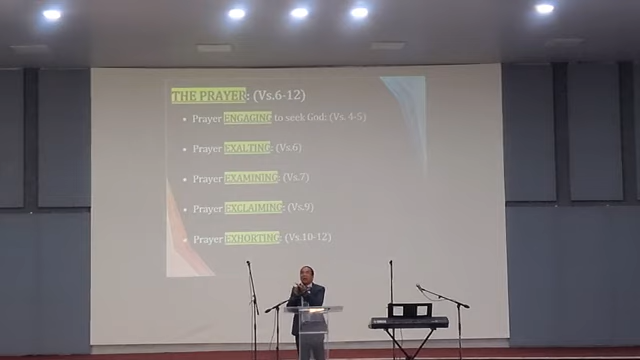 THE PRAYER: (Vs.6-12)
• Prayer ENGAGING to seek God: (Vs. 4-5)
• Prayer EXALTING: (Vs.6)
• Prayer EXAMINING: (Vs.7)
• Prayer EXCLAIMING: (Vs.9)
• Prayer EXHORTING: (Vs.10-12)